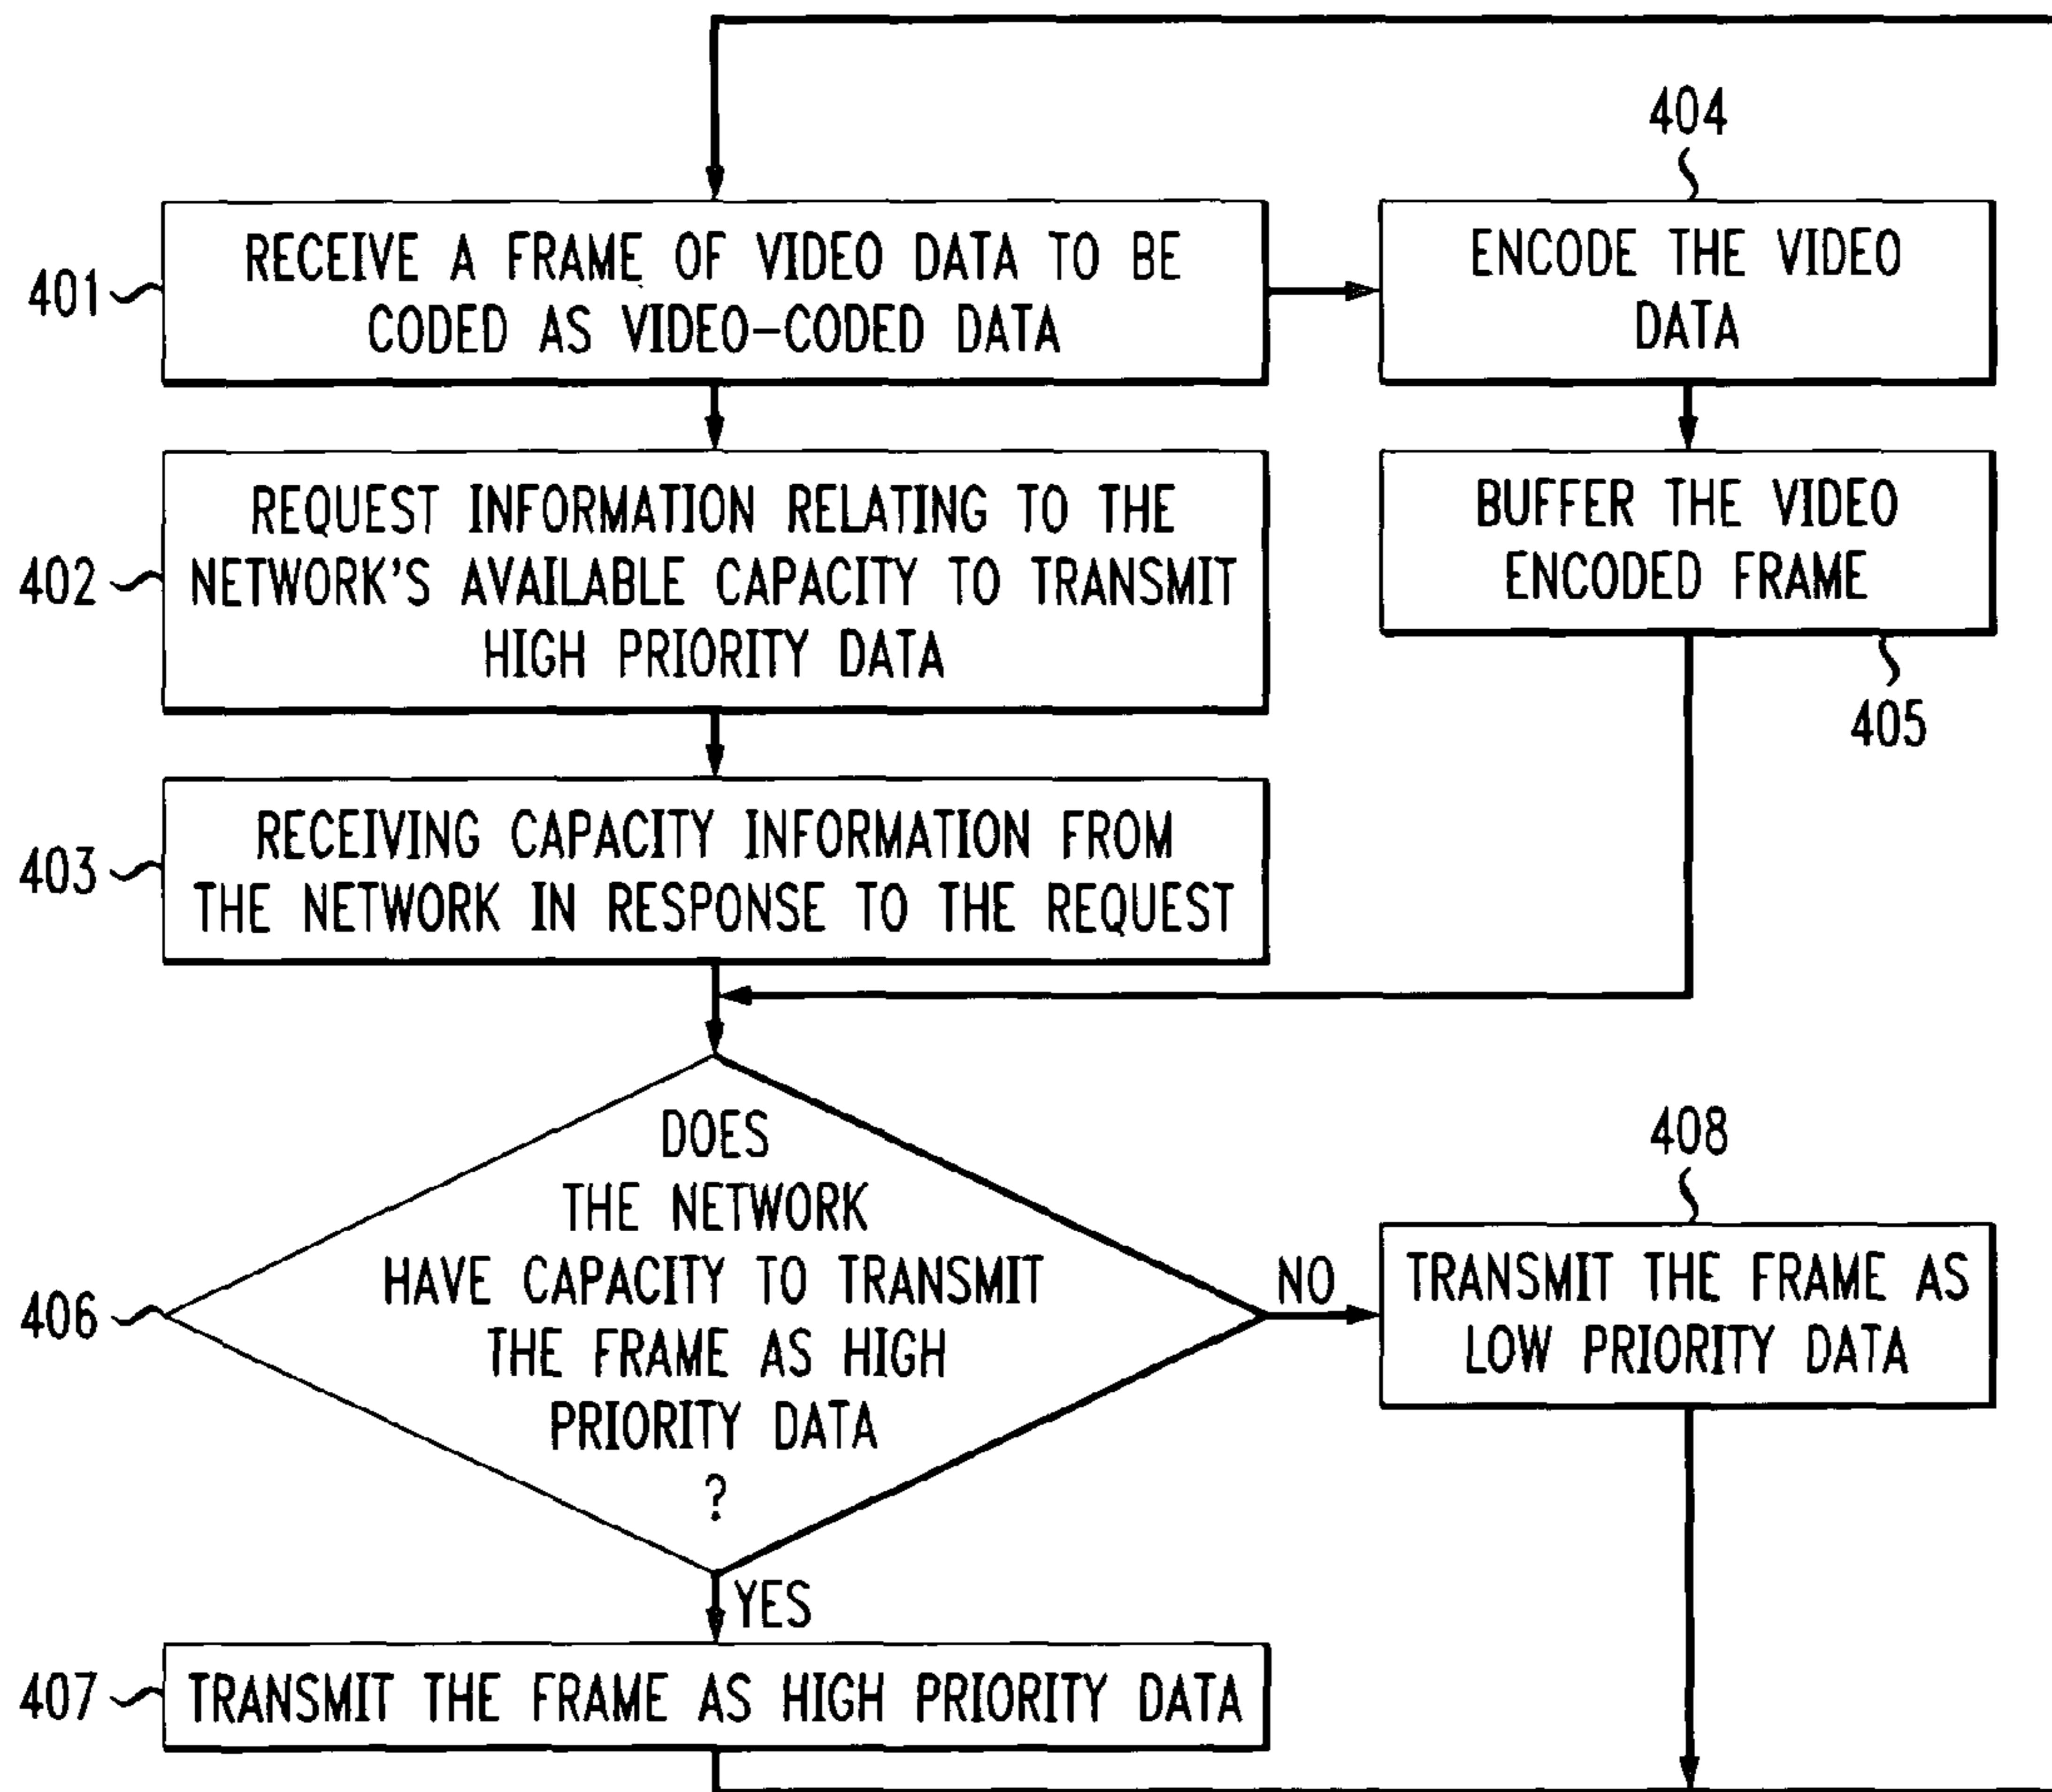 404
401
RECEIVE A FRAME OF VIDEO DATA TO BE
CODED AS VIDEO-CODED DATA
ENCODE THE VIDEO
DATA
402
REQUEST INFORMATION RELATING TO THE
NETWORK'S AVAILABLE CAPACITY TO TRANSMIT
HIGH PRIORITY DATA
BUFFER THE VIDEO
ENCODED FRAME
405
403
RECEIVING CAPACITY INFORMATION FROM
THE NETWORK IN RESPONSE TO THE REQUEST
406
DOES
THE NETWORK
HAVE CAPACITY TO TRANSMIT
THE FRAME AS HIGH
PRIORITY DATA
?
NO
408
TRANSMIT THE FRAME AS
LOW PRIORITY DATA
YES
407
TRANSMIT THE FRAME AS HIGH PRIORITY DATA